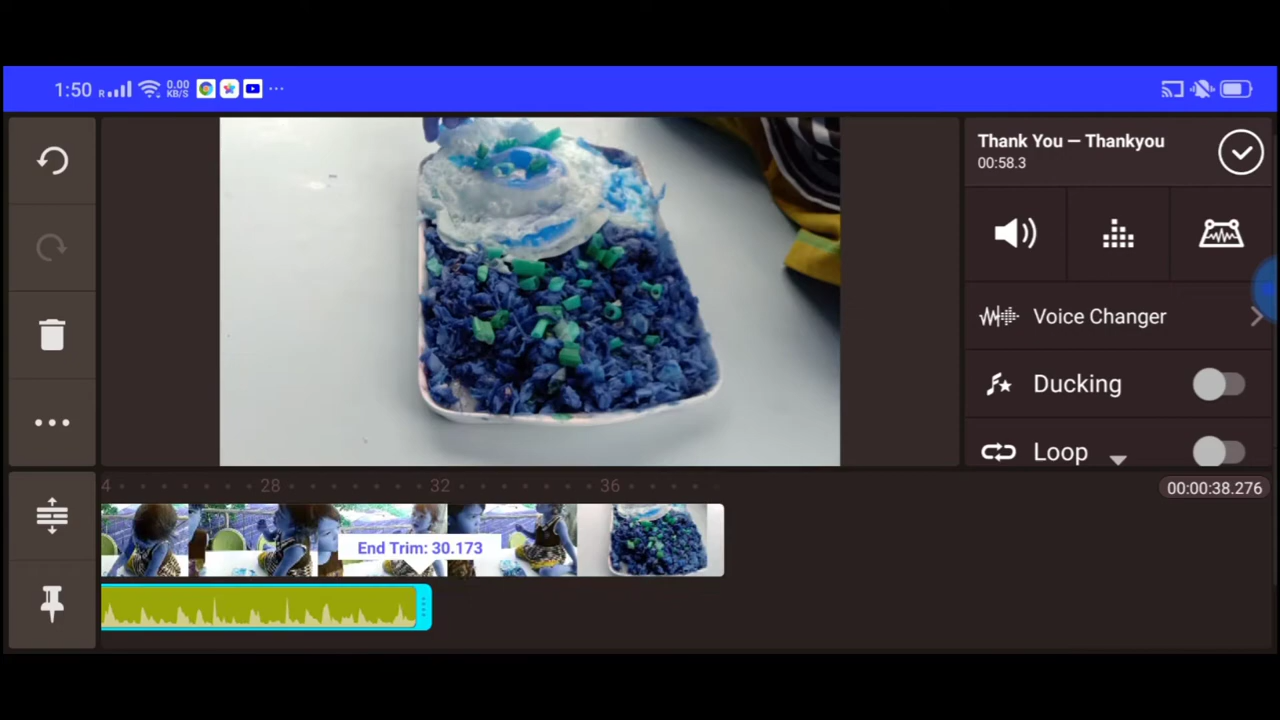 1:50 R 0.00 KB/S ...
Thank You — Thankyou
00:58.3
Voice Changer
Ducking
Loop
4 28 32 36
00:00:38.276
End Trim: 30.173